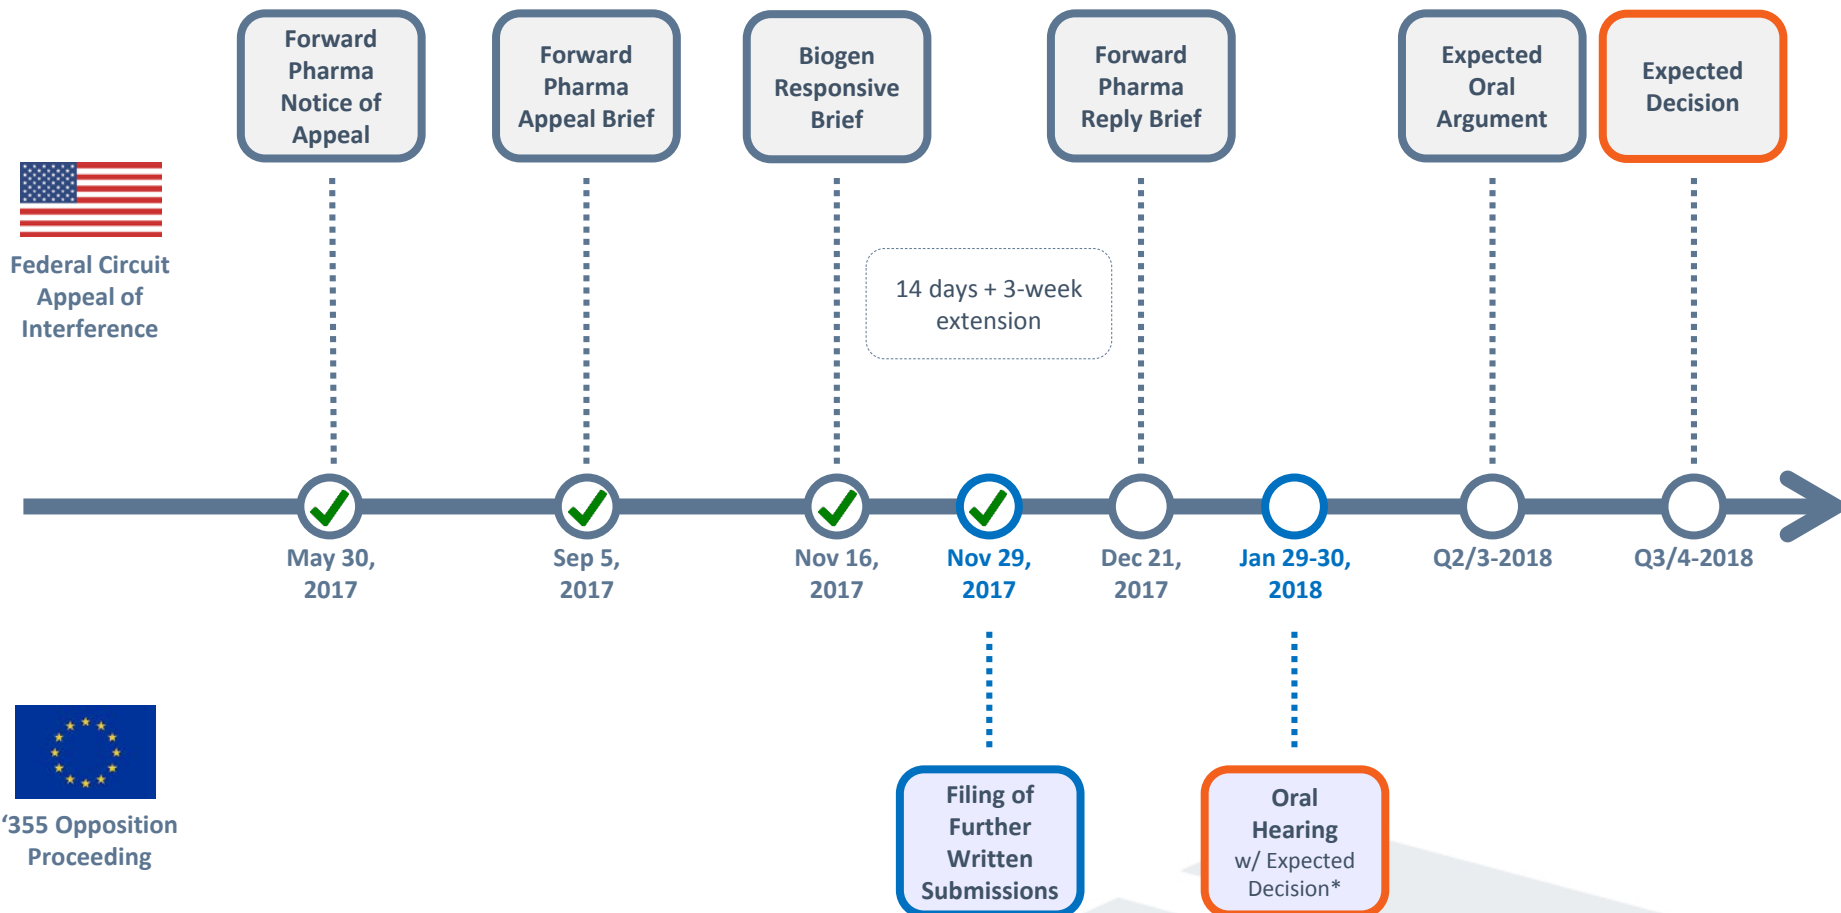 Forward
Pharma
Notice of
Appeal
Forward
Pharma
Appeal Brief
Biogen
Responsive
Brief
Forward
Pharma
Reply Brief
Expected
Oral
Argument
Expected
Decision
Federal Circuit
Appeal of
Interference
14 days + 3-week
extension
May 30,
2017
Sep 5,
2017
Nov 16,
2017
Nov 29,
2017
Dec 21,
2017
Jan 29-30,
2018
Q2/3-2018
Q3/4-2018
‘355 Opposition
Proceeding
Filing of
Further
Written
Submissions
Oral
Hearing
w/ Expected
Decision*